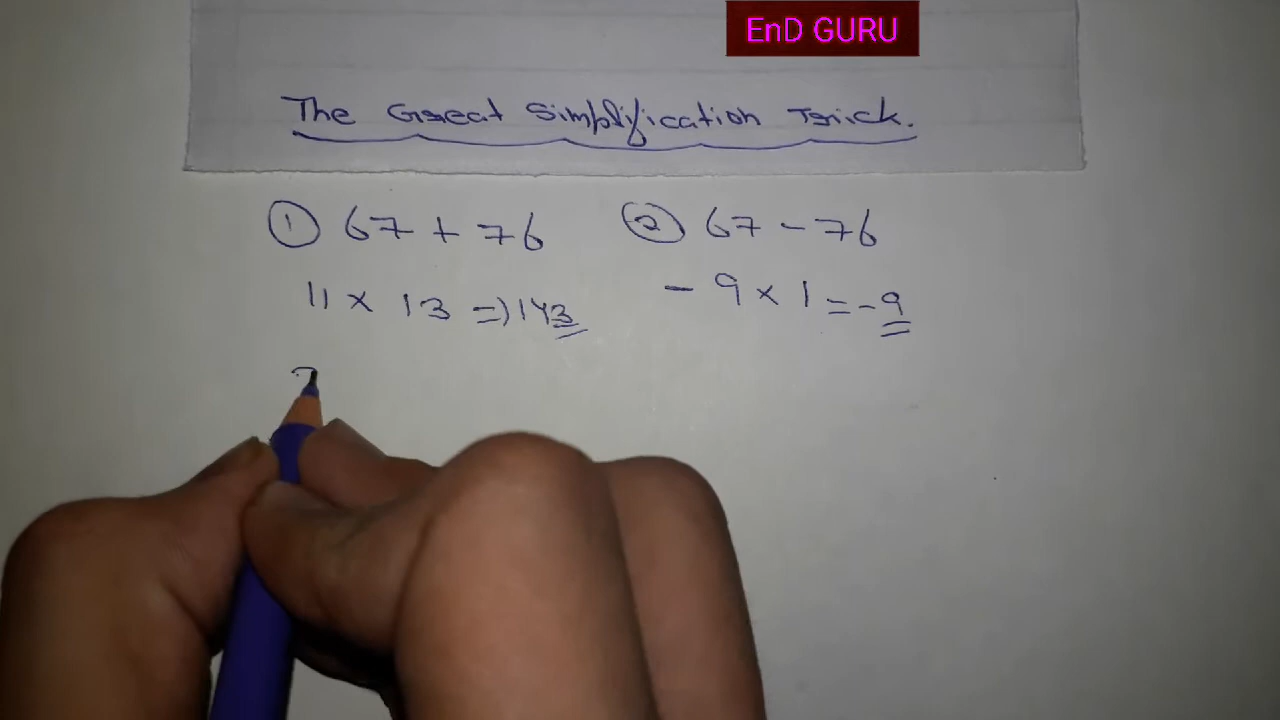 EnD GURU
The Great Simplification Trick.
① 67 + 76 ② 67 - 76
11 × 13 => 143 - 9 × 1 = -9